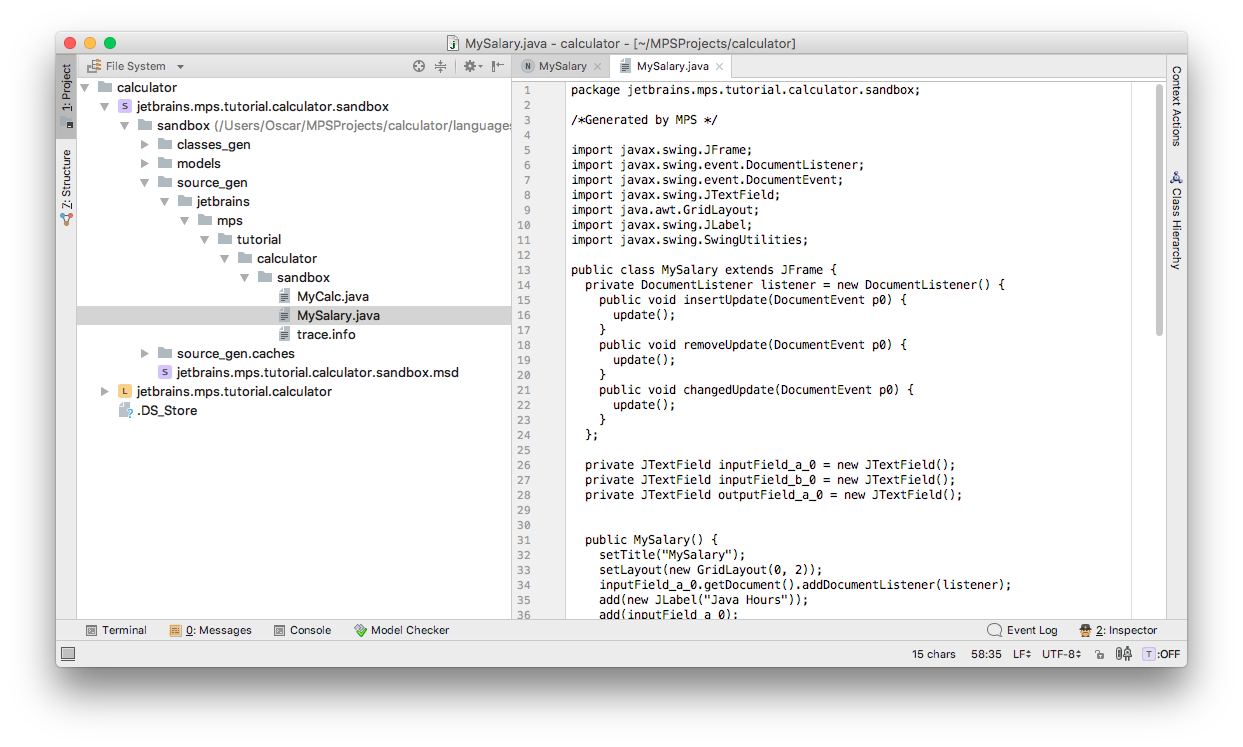 MySalary.java - calculator - [~/MPSProjects/calculator]
1: Project
Z: Structure
File System
calculator
jetbrains.mps.tutorial.calculator.sandbox
sandbox (/Users/Oscar/MPSProjects/calculator/languages
classes_gen
models
source_gen
jetbrains
mps
tutorial
calculator
sandbox
MyCalc.java
MySalary.java
trace.info
source_gen.caches
S jetbrains.mps.tutorial.calculator.sandbox.msd
L jetbrains.mps.tutorial.calculator
.DS_Store
N MySalary
MySalary.java
1 package jetbrains.mps.tutorial.calculator.sandbox;
2
3 /*Generated by MPS */
4
5 import javax.swing.JFrame;
6 import javax.swing.event.DocumentListener;
7 import javax.swing.event.DocumentEvent;
8 import javax.swing.JTextField;
9 import java.awt.GridLayout;
10 import javax.swing.JLabel;
11 import javax.swing.SwingUtilities;
12
13 public class MySalary extends JFrame {
14 private DocumentListener listener = new DocumentListener() {
15 public void insertUpdate(DocumentEvent p0) {
16 update();
17 }
18 public void removeUpdate(DocumentEvent p0) {
19 update();
20 }
21 public void changedUpdate(DocumentEvent p0) {
22 update();
23 }
24 };
25
26 private JTextField inputField_a_0 = new JTextField();
27 private JTextField inputField_b_0 = new JTextField();
28 private JTextField outputField_a_0 = new JTextField();
29
30
31 public MySalary() {
32 setTitle("MySalary");
33 setLayout(new GridLayout(0, 2));
34 inputField_a_0.getDocument().addDocumentListener(listener);
35 add(new JLabel("Java Hours"));
36 add(inputField_a_0);
Context Actions
Class Hierarchy
Terminal
0: Messages
Console
Model Checker
Event Log
2: Inspector
15 chars
58:35
LF
UTF-8
T :OFF